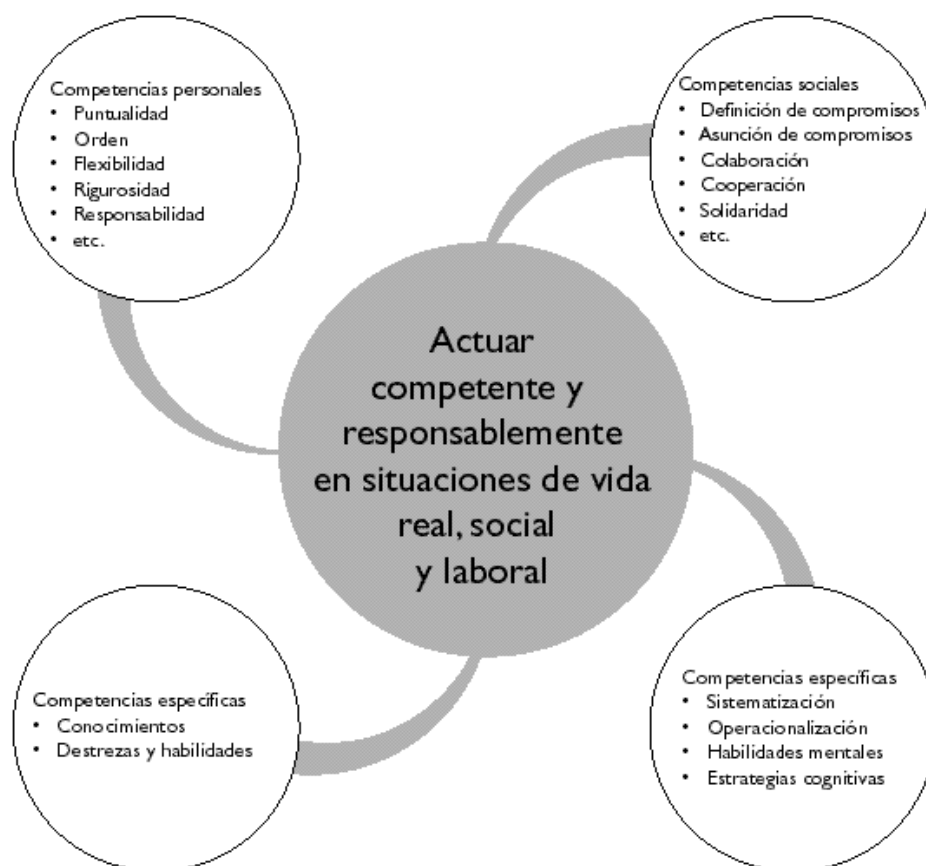 Competencias personales
• Puntualidad
• Orden
• Flexibilidad
• Rigurosidad
• Responsabilidad
• etc.
Competencias sociales
• Definición de compromisos
• Asunción de compromisos
• Colaboración
• Cooperación
• Solidaridad
• etc.
Actuar
competente y
responsablemente
en situaciones de vida
real, social
y laboral
Competencias específicas
• Conocimientos
• Destrezas y habilidades
Competencias específicas
• Sistematización
• Operacionalización
• Habilidades mentales
• Estrategias cognitivas